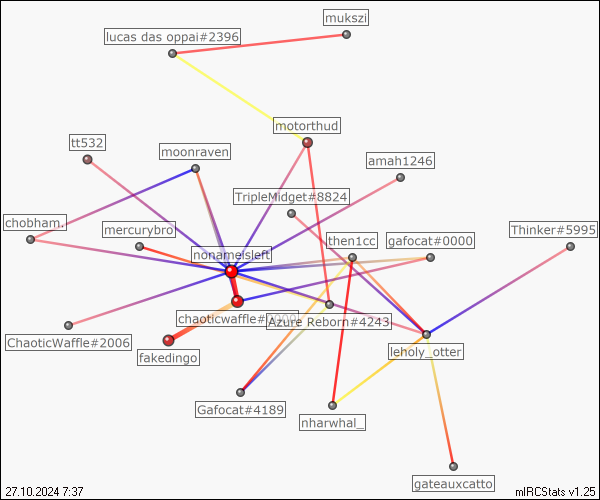 mukszi
lucas das oppai#2396
motorthud
tt532
moonraven
amah1246
TripleMidget#8824
chobham.
mercurybro
Thinker#5995
then1cc
gafocat#0000
nonameisleft
chaoticwaffle#0000
Azure Reborn#4243
ChaoticWaffle#2006
fakedingo
leholy_otter
Gafocat#4189
nharwhal_
gateauxcatto
27.10.2024 7:37
mIRCStats v1.25